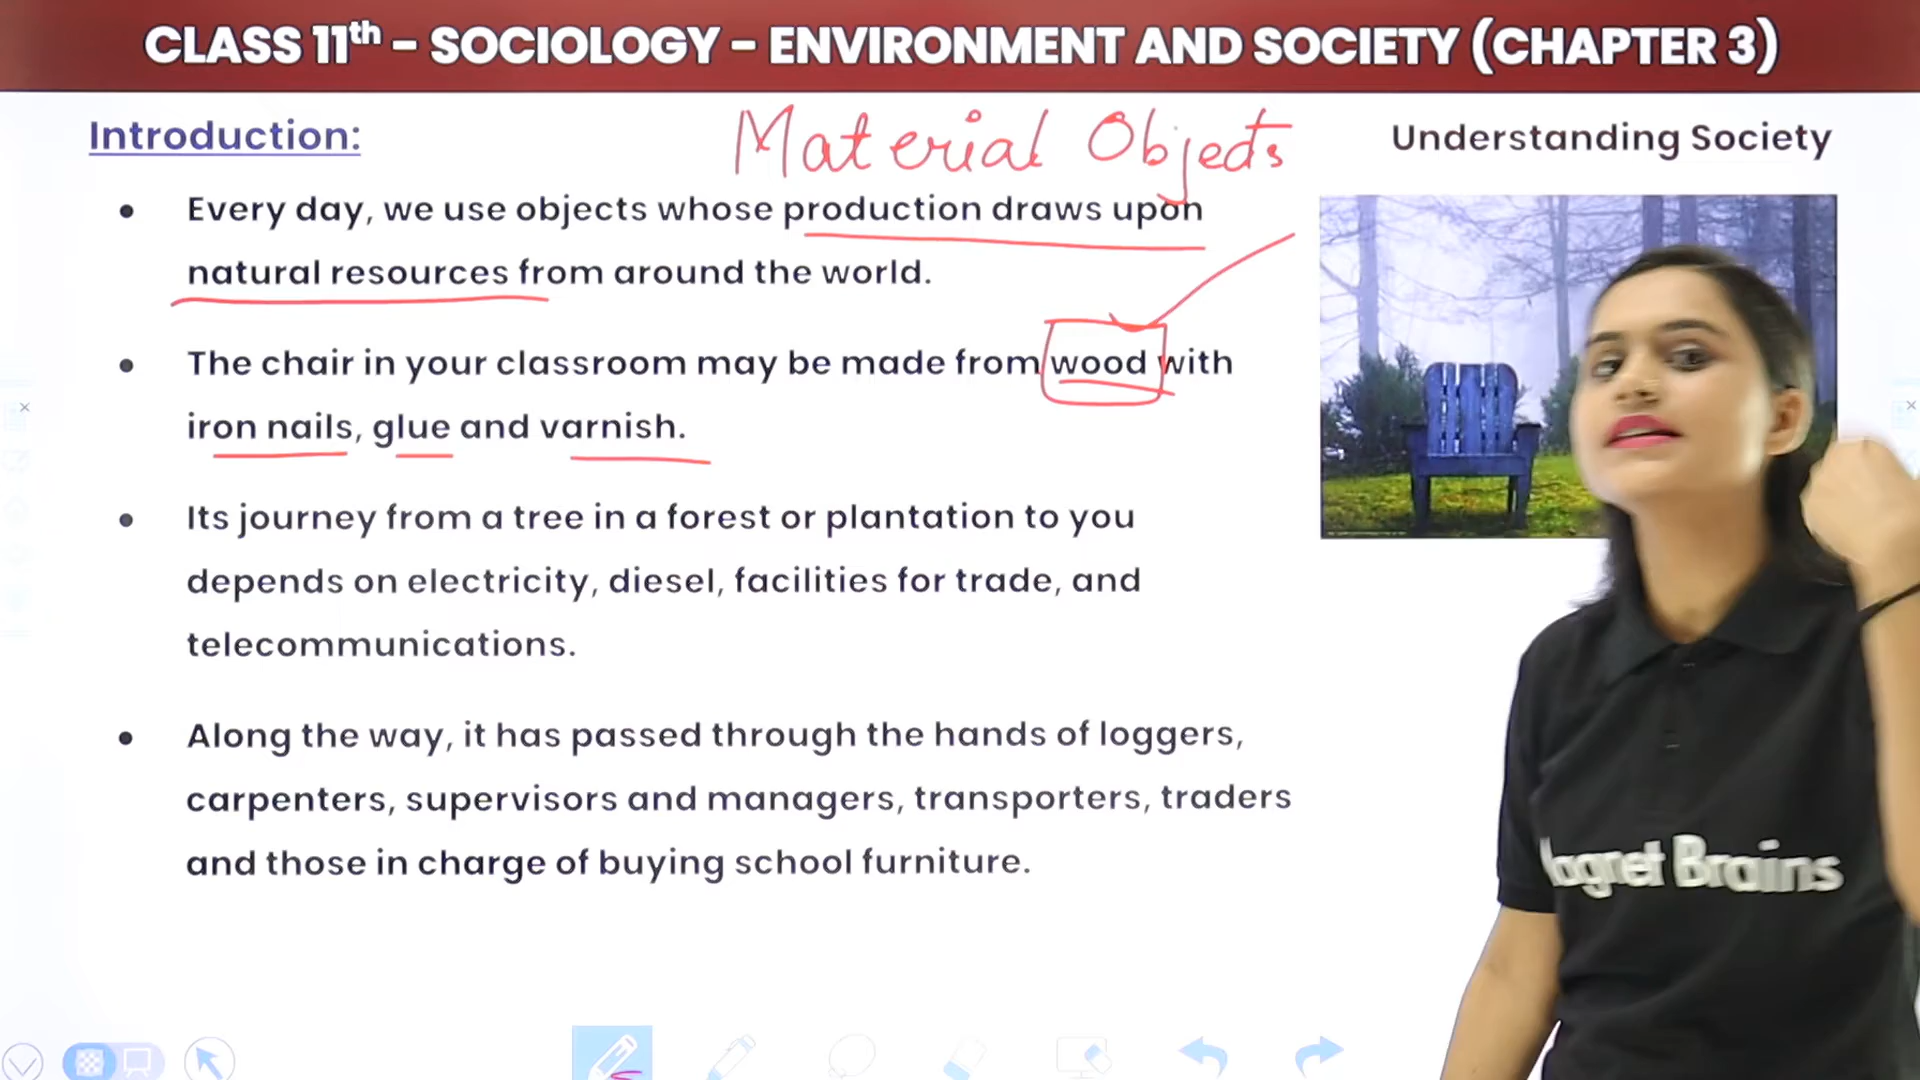 CLASS 11th - SOCIOLOGY - ENVIRONMENT AND SOCIETY (CHAPTER 3)
Introduction:
Material Objects
Understanding Society
• Every day, we use objects whose production draws upon
natural resources from around the world.
• The chair in your classroom may be made from wood with
iron nails, glue and varnish.
• Its journey from a tree in a forest or plantation to you
depends on electricity, diesel, facilities for trade, and
telecommunications.
• Along the way, it has passed through the hands of loggers,
carpenters, supervisors and managers, transporters, traders
and those in charge of buying school furniture.
Magnet Brains